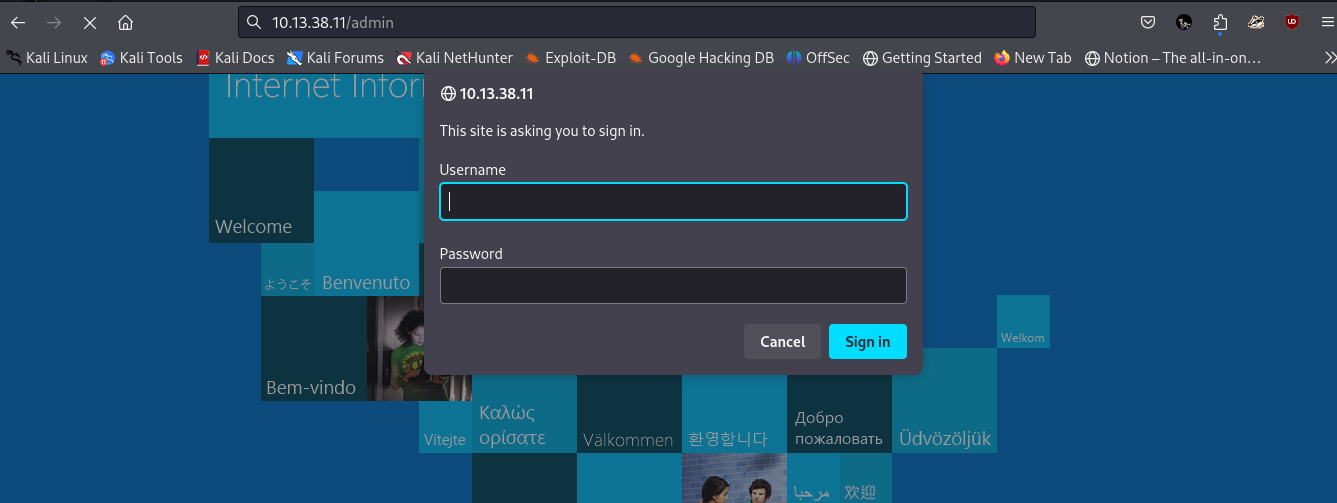 10.13.38.11/admin
Kali Linux Kali Tools Kali Docs Kali Forums Kali NetHunter Exploit-DB Google Hacking DB OffSec Getting Started New Tab Notion – The all-in-on…
Internet Infor
10.13.38.11
This site is asking you to sign in.
Username
Password
Cancel Sign in
Welcome
ようこそ Benvenuto
Welkom
Bem-vindo
Vítejte
Καλώς
ορίσατε
Välkommen
환영합니다
Добро
пожаловать
Üdvözöljük
مرحبا
欢迎